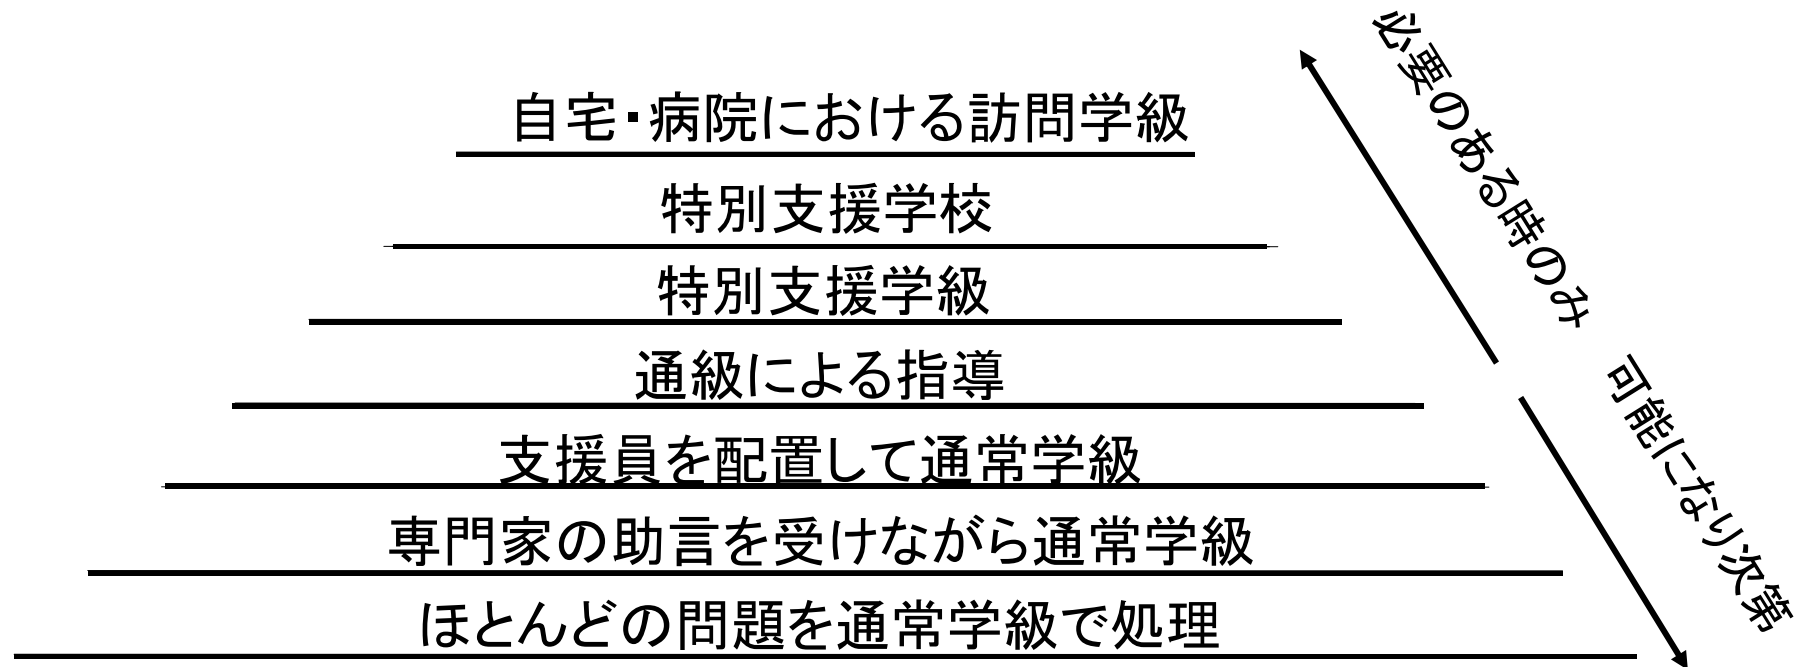 自宅・病院における訪問学級
特別支援学校
特別支援学級
通級による指導
支援員を配置して通常学級
専門家の助言を受けながら通常学級
ほとんどの問題を通常学級で処理
必要のある時のみ
可能になり次第